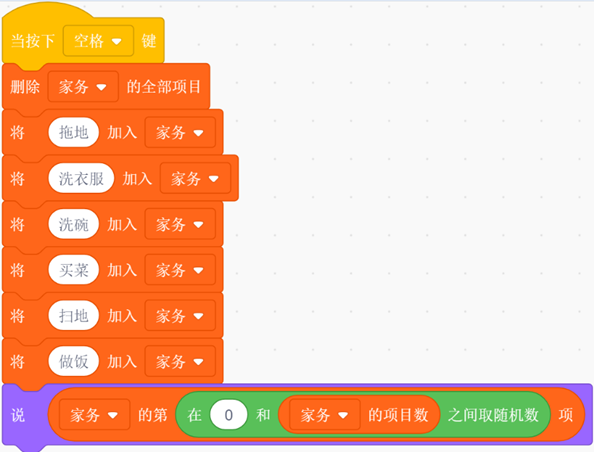 当按下 空格 键
删除 家务 的全部项目
将 拖地 加入 家务
将 洗衣服 加入 家务
将 洗碗 加入 家务
将 买菜 加入 家务
将 扫地 加入 家务
将 做饭 加入 家务
说 家务 的第 在 0 和 家务 的项目数 之间取随机数 项